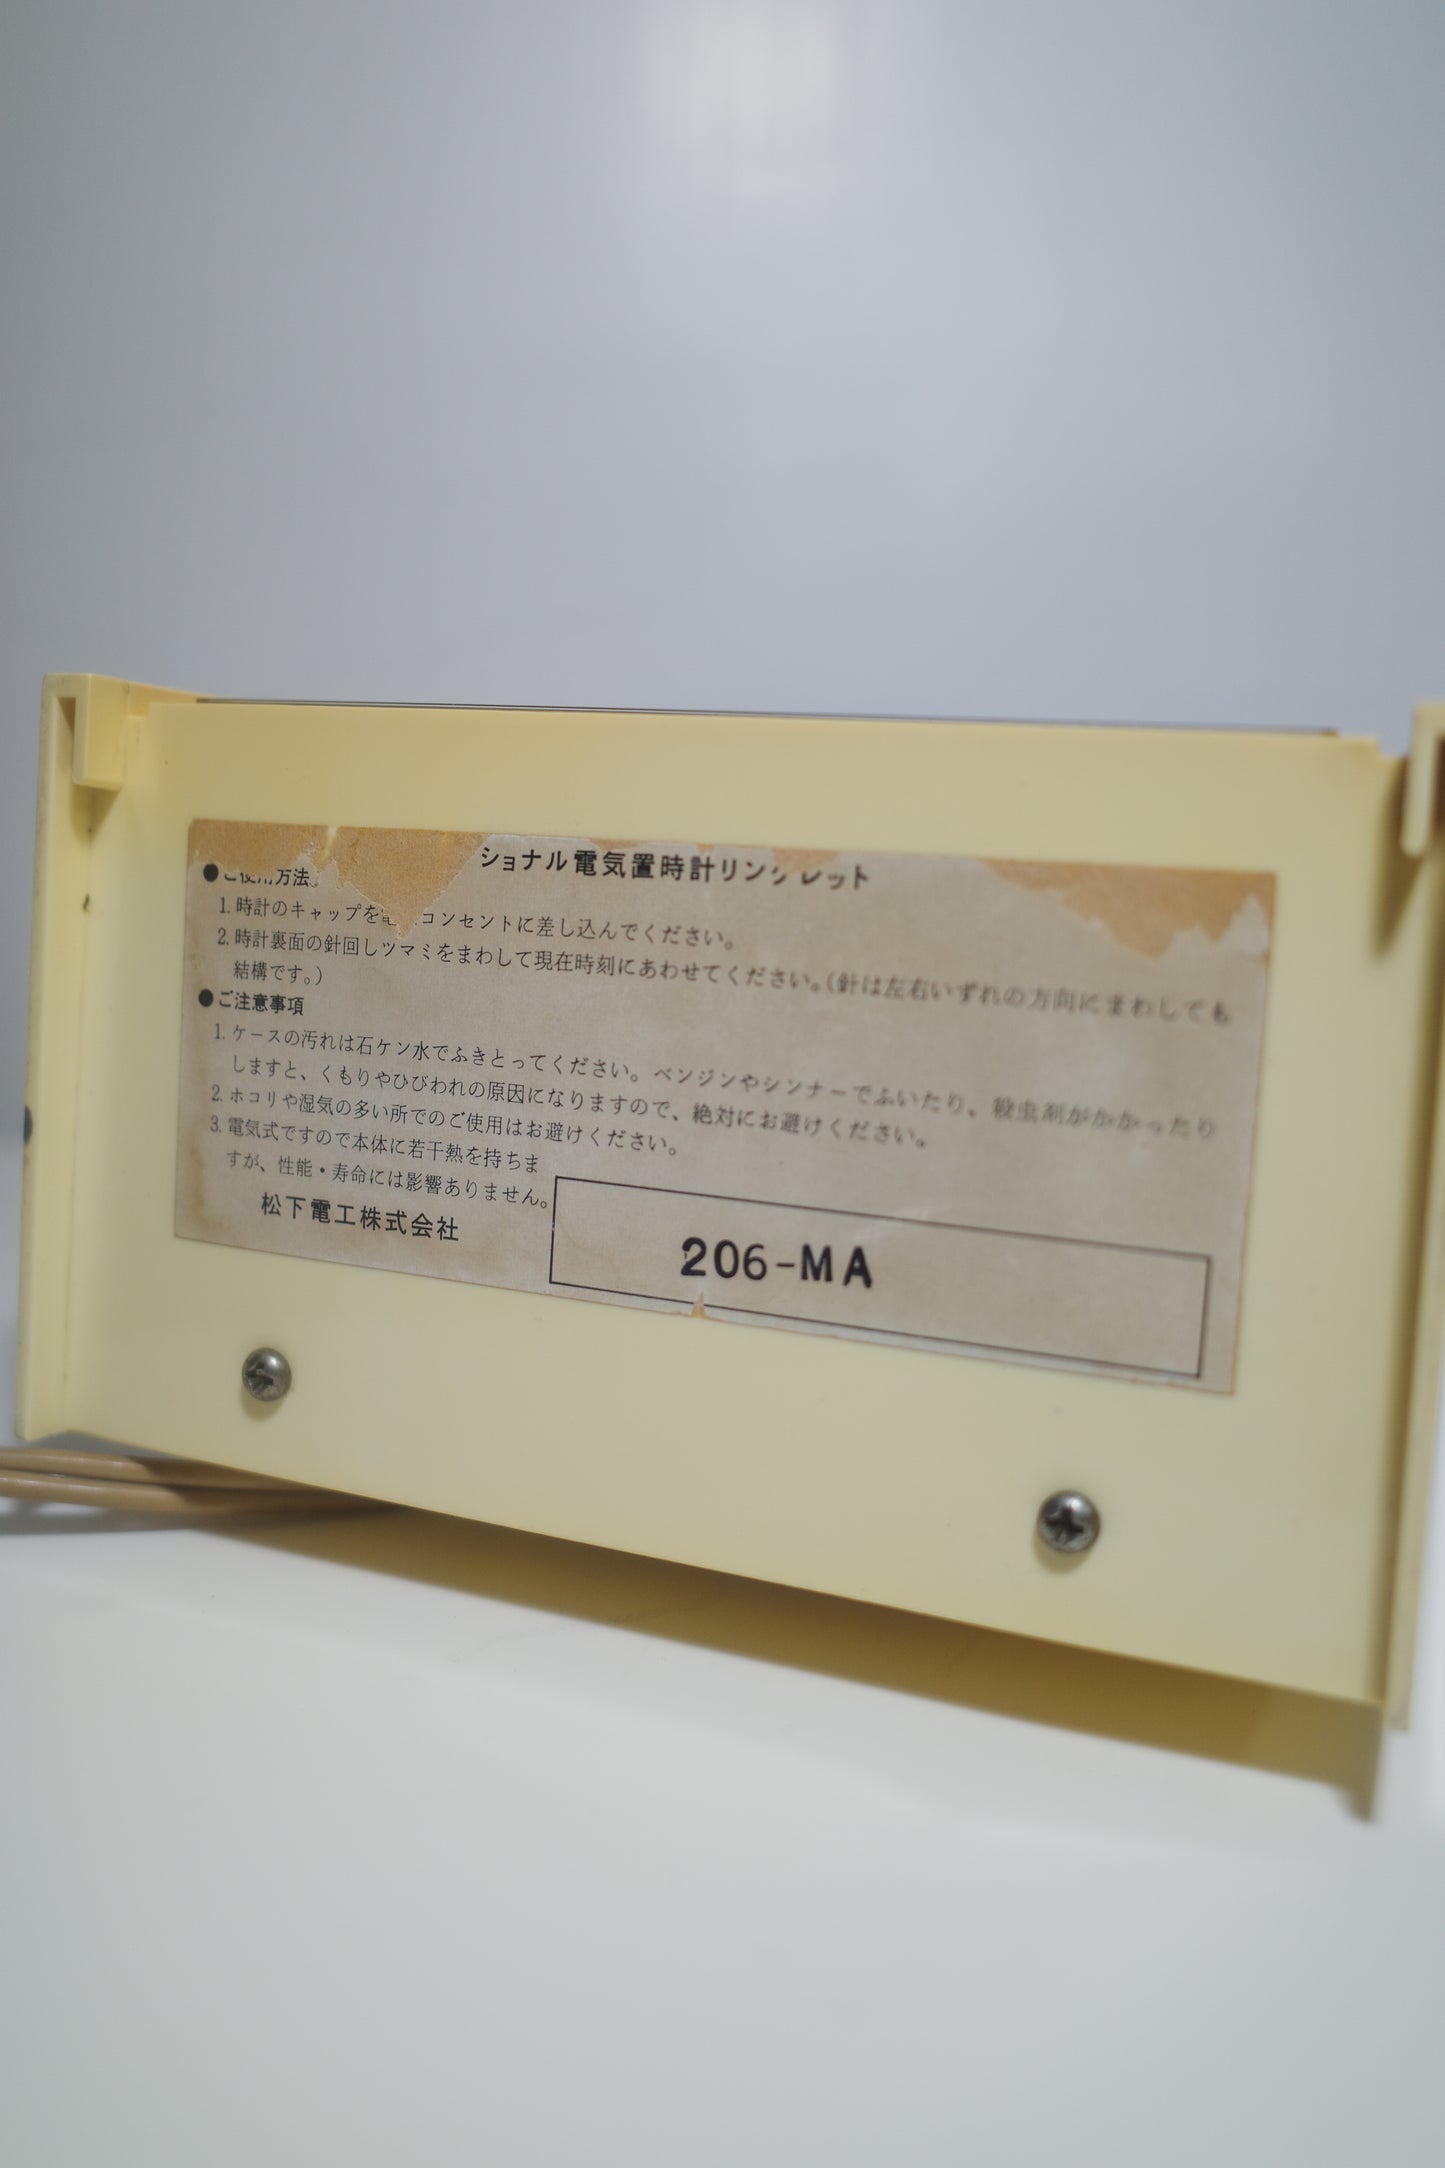 ショナル電気置時計リンクレット
●ご使用方法
1. 時計のキャップを コンセントに差し込んでください。
2. 時計裏面の針回しツマミをまわして現在時刻にあわせてください。(針は左右いずれの方向にまわしても
結構です。)
●ご注意事項
1. ケースの汚れは石ケン水でふきとってください。ベンジンやシンナーでふいたり、殺虫剤がかかったり
しますと、くもりやひびわれの原因になりますので、絶対にお避けください。
2. ホコリや湿気の多い所でのご使用はお避けください。
3. 電気式ですので本体に若干熱を持ちま
すが、性能・寿命には影響ありません。
松下電工株式会社
206-MA